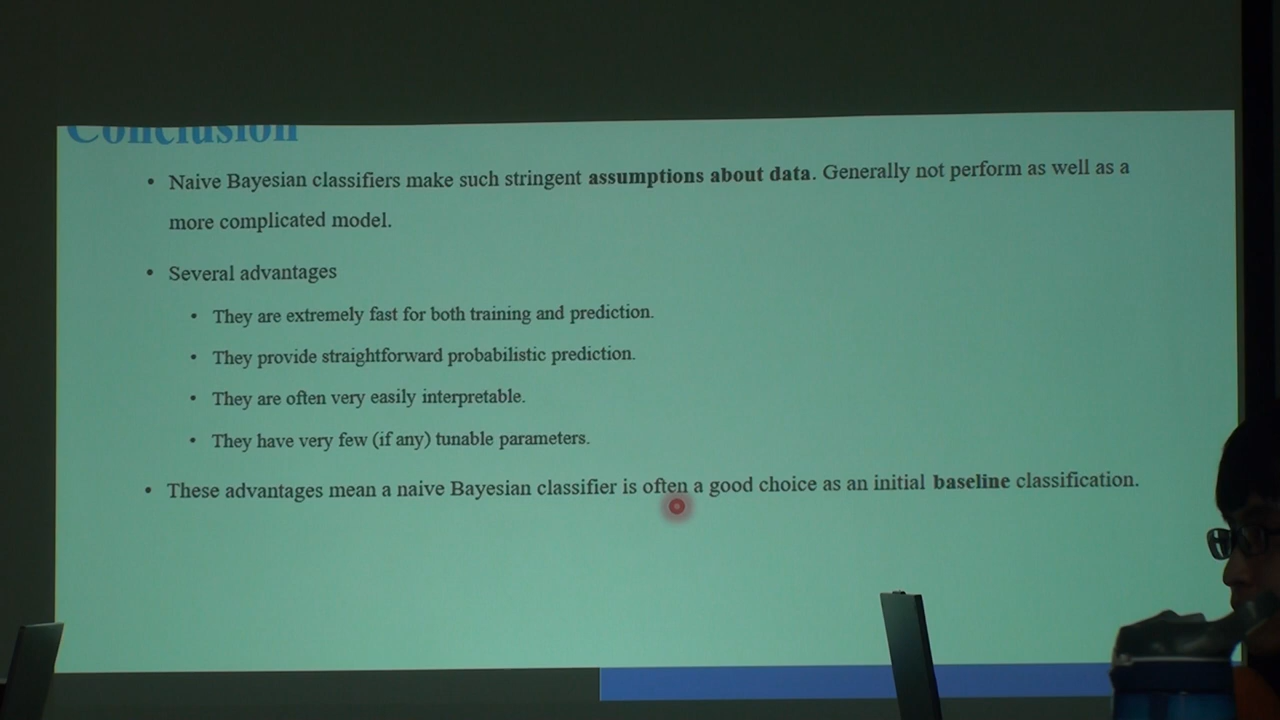 Conclusion
• Naive Bayesian classifiers make such stringent assumptions about data. Generally not perform as well as a
more complicated model.
• Several advantages
• They are extremely fast for both training and prediction.
• They provide straightforward probabilistic prediction.
• They are often very easily interpretable.
• They have very few (if any) tunable parameters.
• These advantages mean a naive Bayesian classifier is often a good choice as an initial baseline classification.